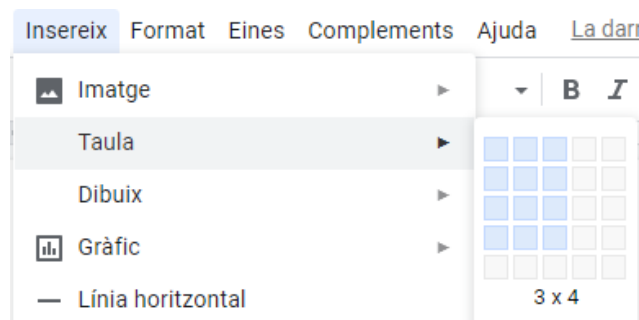 Insereix Format Eines Complements Ajuda La darr
B I
Imatge
Taula
Dibuix
Gràfic
Línia horitzontal
3 x 4